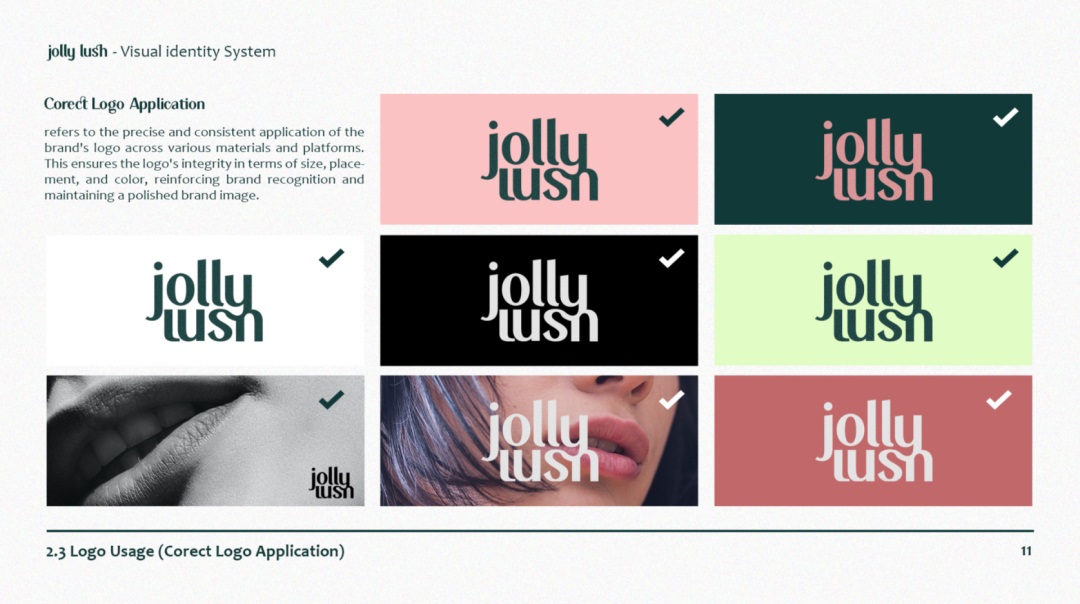 jolly lush - Visual identity System
Corect Logo Application
refers to the precise and consistent application of the
brand's logo across various materials and platforms.
This ensures the logo's integrity in terms of size, place-
ment, and color, reinforcing brand recognition and
maintaining a polished brand image.
jolly
lush
jolly
lush
jolly
lush
jolly
lush
jolly
lush
jolly
lush
jolly
lush
jolly
lush
2.3 Logo Usage (Corect Logo Application)
11